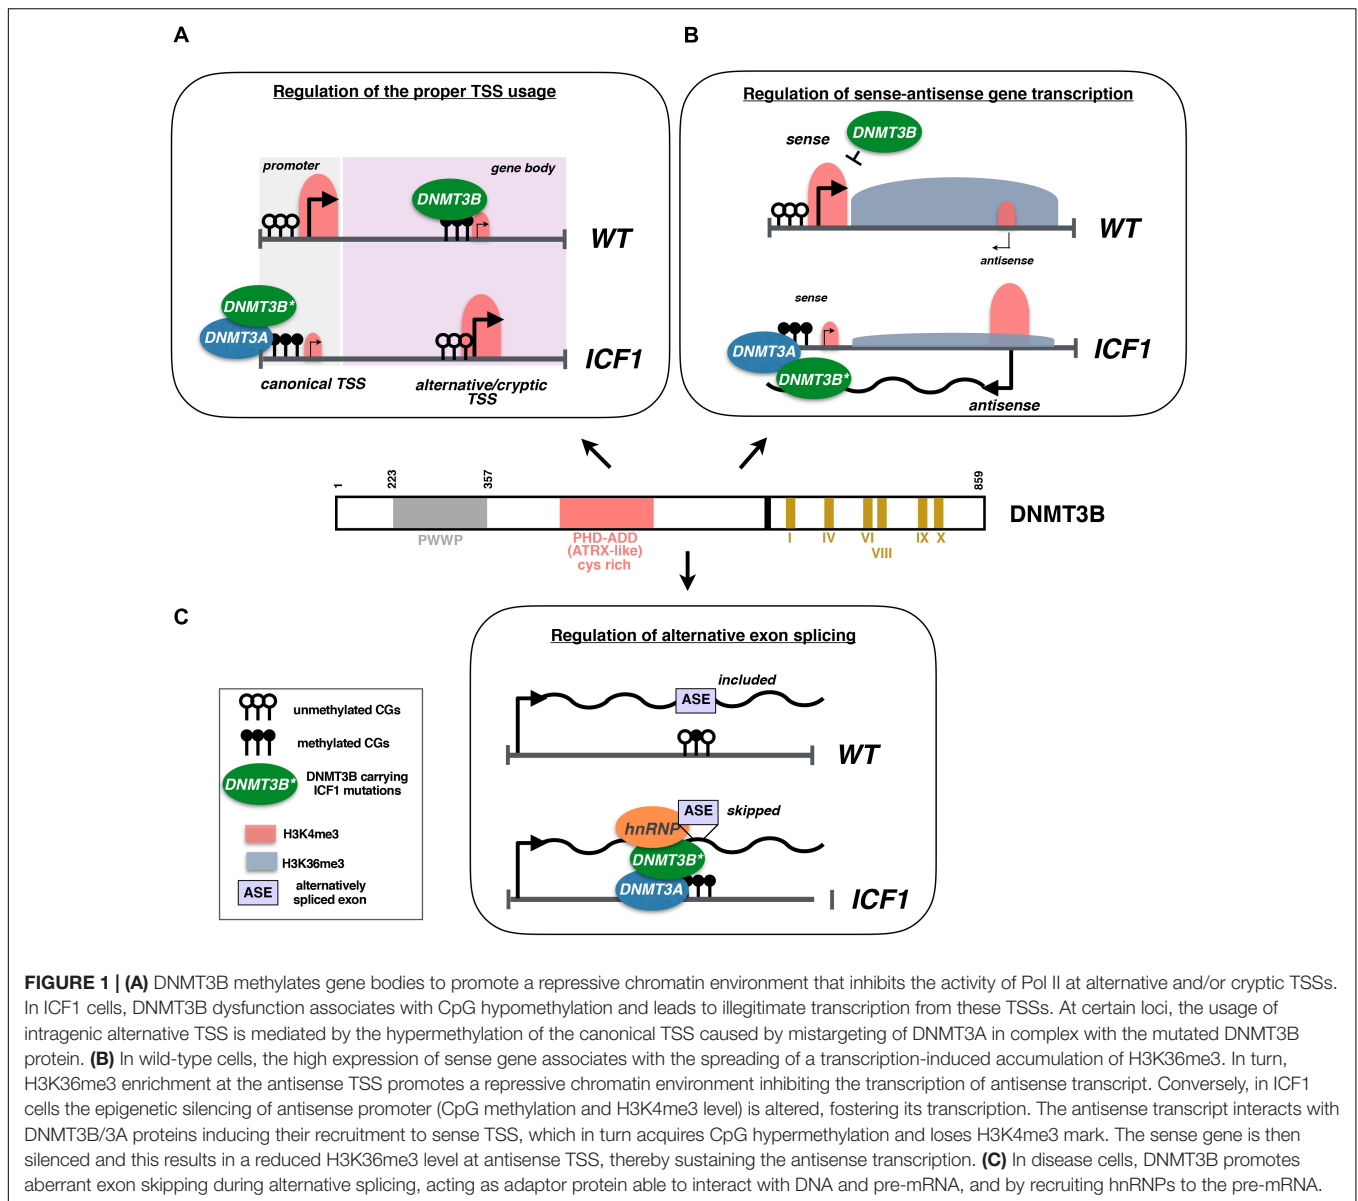 A
Regulation of the proper TSS usage
promoter
gene body
DNMT3B
WT
DNMT3B*
DNMT3A
ICF1
canonical TSS
alternative/cryptic
TSS
B
Regulation of sense-antisense gene transcription
sense
DNMT3B
WT
antisense
sense
DNMT3A
DNMT3B*
ICF1
antisense
1
223
357
859
DNMT3B
PWWP
PHD-ADD
(ATRX-like)
cys rich
I
IV
VI
VIII
IX
X
C
Regulation of alternative exon splicing
included
ASE
WT
ASE
skipped
hnRNP
DNMT3B*
DNMT3A
ICF1
unmethylated CGs
methylated CGs
DNMT3B*
DNMT3B carrying
ICF1 mutations
H3K4me3
H3K36me3
ASE
alternatively
spliced exon
FIGURE 1 | (A) DNMT3B methylates gene bodies to promote a repressive chromatin environment that inhibits the activity of Pol II at alternative and/or cryptic TSSs.
In ICF1 cells, DNMT3B dysfunction associates with CpG hypomethylation and leads to illegitimate transcription from these TSSs. At certain loci, the usage of
intragenic alternative TSS is mediated by the hypermethylation of the canonical TSS caused by mistargeting of DNMT3A in complex with the mutated DNMT3B
protein. (B) In wild-type cells, the high expression of sense gene associates with the spreading of a transcription-induced accumulation of H3K36me3. In turn,
H3K36me3 enrichment at the antisense TSS promotes a repressive chromatin environment inhibiting the transcription of antisense transcript. Conversely, in ICF1
cells the epigenetic silencing of antisense promoter (CpG methylation and H3K4me3 level) is altered, fostering its transcription. The antisense transcript interacts with
DNMT3B/3A proteins inducing their recruitment to sense TSS, which in turn acquires CpG hypermethylation and loses H3K4me3 mark. The sense gene is then
silenced and this results in a reduced H3K36me3 level at antisense TSS, thereby sustaining the antisense transcription. (C) In disease cells, DNMT3B promotes
aberrant exon skipping during alternative splicing, acting as adaptor protein able to interact with DNA and pre-mRNA, and by recruiting hnRNPs to the pre-mRNA.